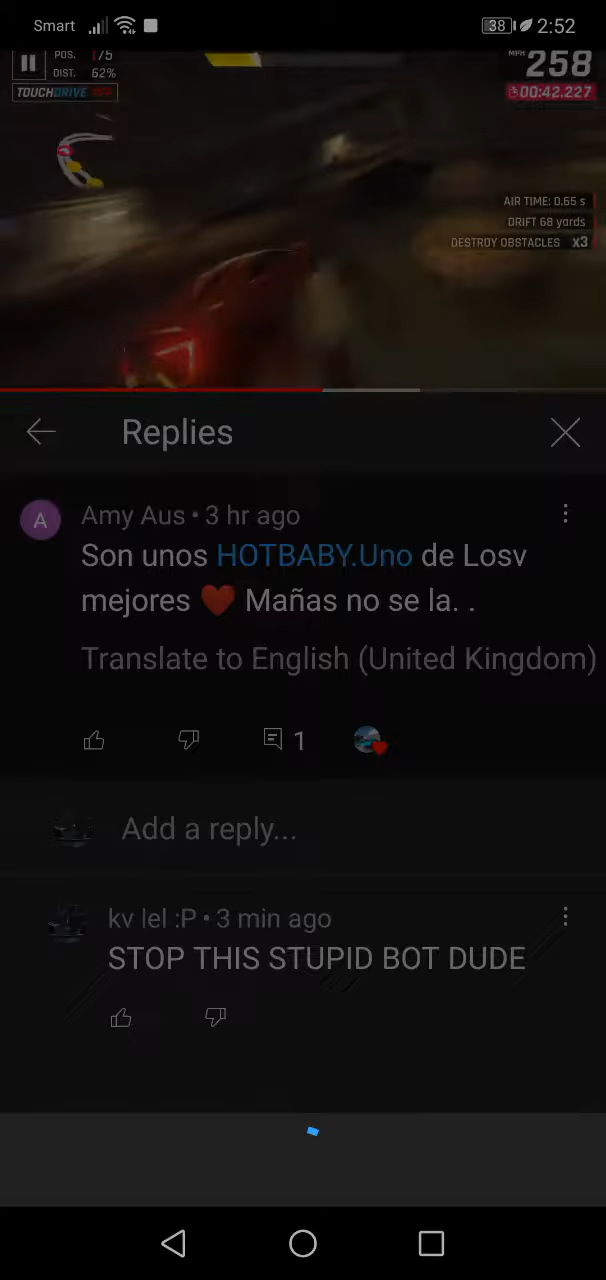 Smart
38
2:52
POS. 1/5
DIST. 62%
TOUCHDRIVE
MPH 258
00:42.227
AIR TIME: 0.65 s
DRIFT 68 yards
DESTROY OBSTACLES x3
Replies
A
Amy Aus • 3 hr ago
Son unos HOTBABY.Uno de Losv
mejores ❤️ Mañas no se la. .
Translate to English (United Kingdom)
1
Add a reply...
kv lel :P • 3 min ago
STOP THIS STUPID BOT DUDE